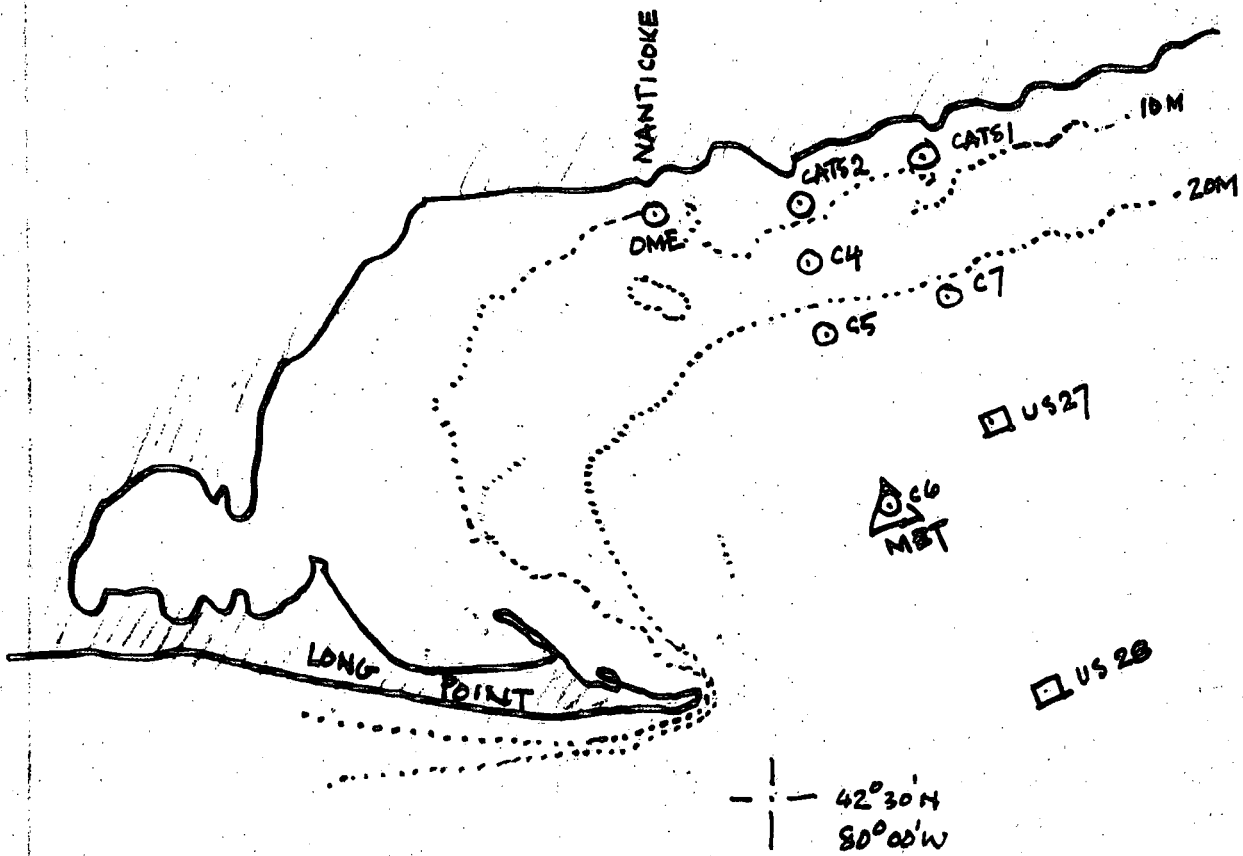 NANTICOKE
10M
CATS1
CATS2
20M
OME
C4
C7
C5
US27
C6
MET
LONG
POINT
US28
42°30'N
80°00'W